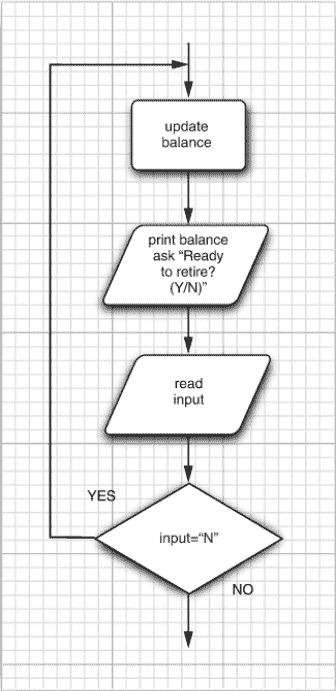 update
balance
print balance
ask “Ready
to retire?
(Y/N)”
read
input
YES
input=“N”
NO